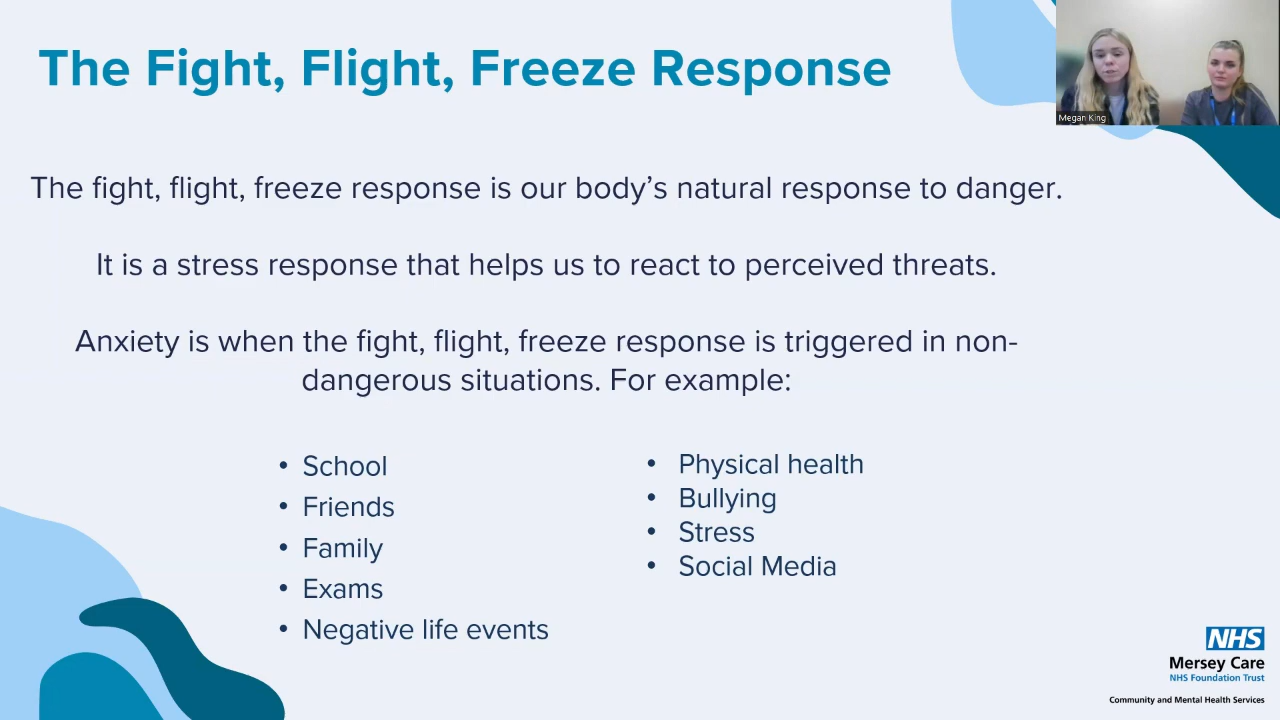 The Fight, Flight, Freeze Response
Megan King
The fight, flight, freeze response is our body’s natural response to danger.
It is a stress response that helps us to react to perceived threats.
Anxiety is when the fight, flight, freeze response is triggered in non-
dangerous situations. For example:
• School
• Friends
• Family
• Exams
• Negative life events
• Physical health
• Bullying
• Stress
• Social Media
NHS
Mersey Care
NHS Foundation Trust
Community and Mental Health Services